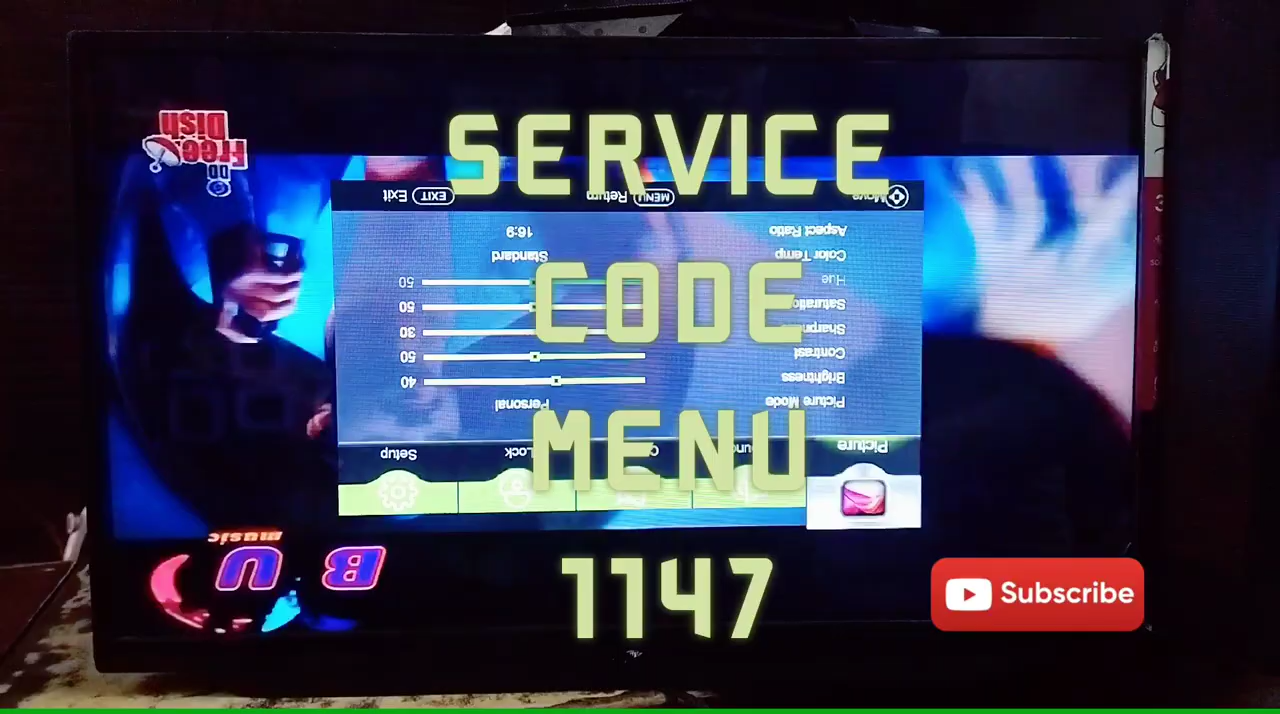 SERVICE
CODE
MENU
1147
Subscribe
DD
Free
Dish
Picture
Lock
Setup
Picture Mode Personal
Brightness 40
Contrast 50
Sharpness 30
Saturation 50
Hue 50
Color Temp Standard
Aspect Ratio 16:9
Move MENU Return EXIT Exit
B U
music